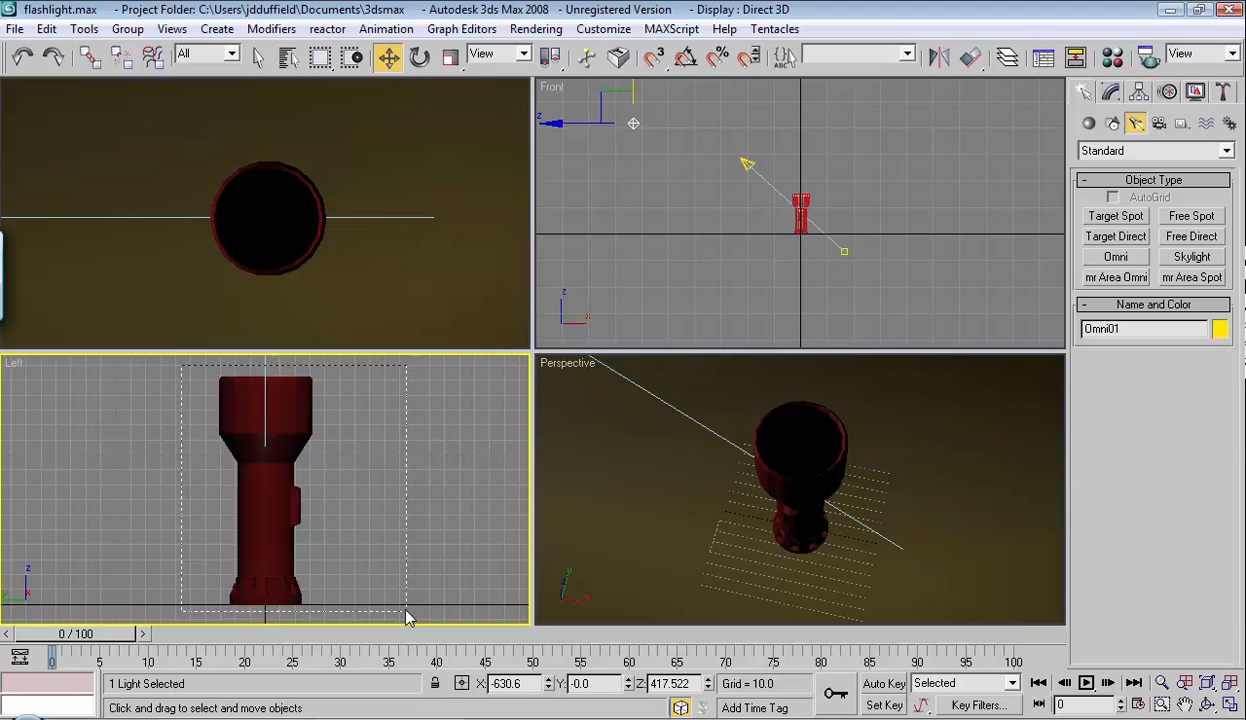 flashlight.max - Project Folder: C:\Users\jdduffield\Documents\3dsmax - Autodesk 3ds Max 2008 - Unregistered Version - Display : Direct 3D
File Edit Tools Group Views Create Modifiers reactor Animation Graph Editors Rendering Customize MAXScript Help Tentacles
All View 3 View
Front
z
z
x
Standard
- Object Type
AutoGrid
Target Spot Free Spot
Target Direct Free Direct
Omni Skylight
mr Area Omni mr Area Spot
- Name and Color
Omni01
Left
z
y x
Perspective
y
z
x
< 0 / 100 >
0 5 10 15 20 25 30 35 40 45 50 55 60 65 70 75 80 85 90 95 100
1 Light Selected X: -630.6 Y: -0.0 Z: 417.522 Grid = 10.0 Auto Key Selected
Click and drag to select and move objects Add Time Tag Set Key Key Filters... 0